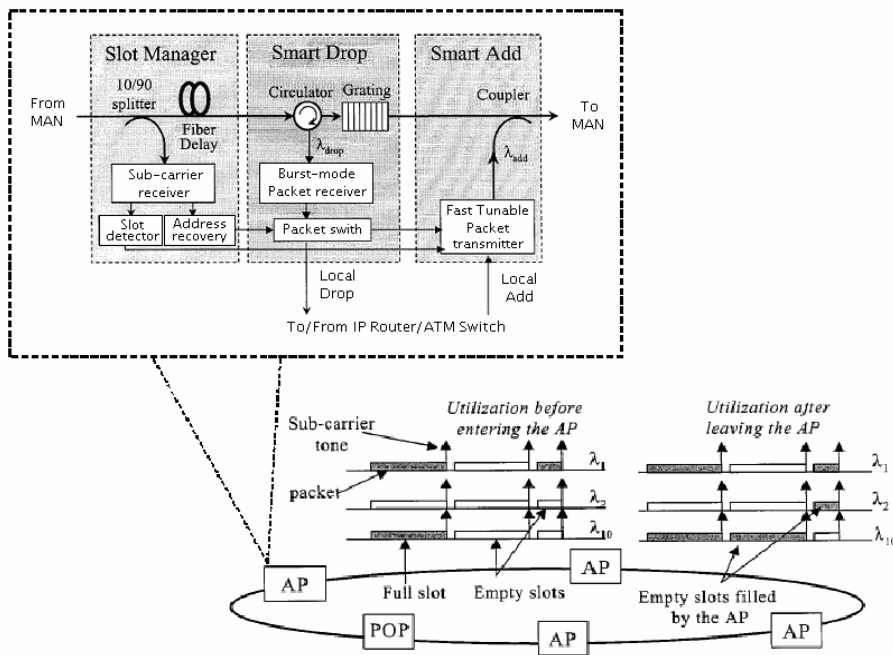 Slot Manager
Smart Drop
Smart Add
From
MAN
10/90
splitter
Fiber
Delay
Circulator
Grating
Coupler
To
MAN
λdrop
λadd
Sub-carrier
receiver
Burst-mode
Packet receiver
Fast Tunable
Packet
transmitter
Slot
detector
Address
recovery
Packet swith
Local
Drop
Local
Add
To/From IP Router/ATM Switch
Sub-carrier
tone
Utilization before
entering the AP
Utilization after
leaving the AP
packet
λ1
λ2
λ10
λ1
λ2
λ10
Full slot
Empty slots
Empty slots filled
by the AP
AP
AP
POP
AP
AP